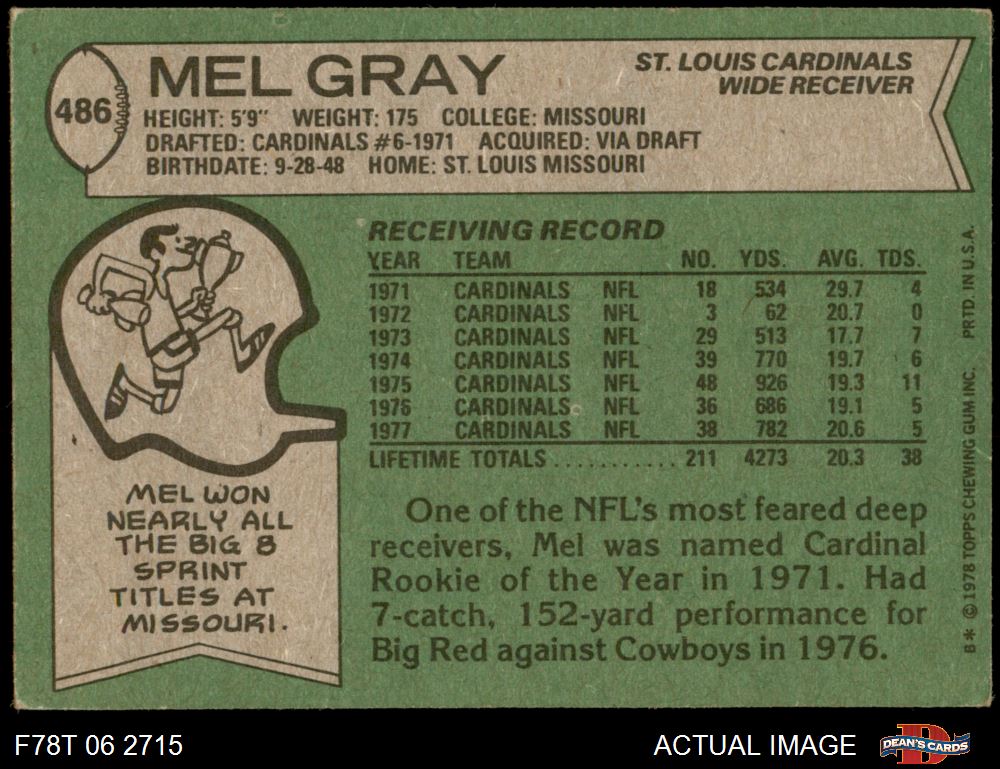 486
MEL GRAY
ST. LOUIS CARDINALS
WIDE RECEIVER
HEIGHT: 5'9" WEIGHT: 175 COLLEGE: MISSOURI
DRAFTED: CARDINALS #6-1971 ACQUIRED: VIA DRAFT
BIRTHDATE: 9-28-48 HOME: ST. LOUIS MISSOURI
MEL WON
NEARLY ALL
THE BIG 8
SPRINT
TITLES AT
MISSOURI.
RECEIVING RECORD
YEAR TEAM NO. YDS. AVG. TDS.
1971 CARDINALS NFL 18 534 29.7 4
1972 CARDINALS NFL 3 62 20.7 0
1973 CARDINALS NFL 29 513 17.7 7
1974 CARDINALS NFL 39 770 19.7 6
1975 CARDINALS NFL 48 926 19.3 11
1976 CARDINALS NFL 36 686 19.1 5
1977 CARDINALS NFL 38 782 20.6 5
LIFETIME TOTALS ........... 211 4273 20.3 38
One of the NFL's most feared deep
receivers, Mel was named Cardinal
Rookie of the Year in 1971. Had
7-catch, 152-yard performance for
Big Red against Cowboys in 1976.
B* © 1978 TOPPS CHEWING GUM INC. PRTD. IN U.S.A.
F78T 06 2715
ACTUAL IMAGE
DEAN'S CARDS